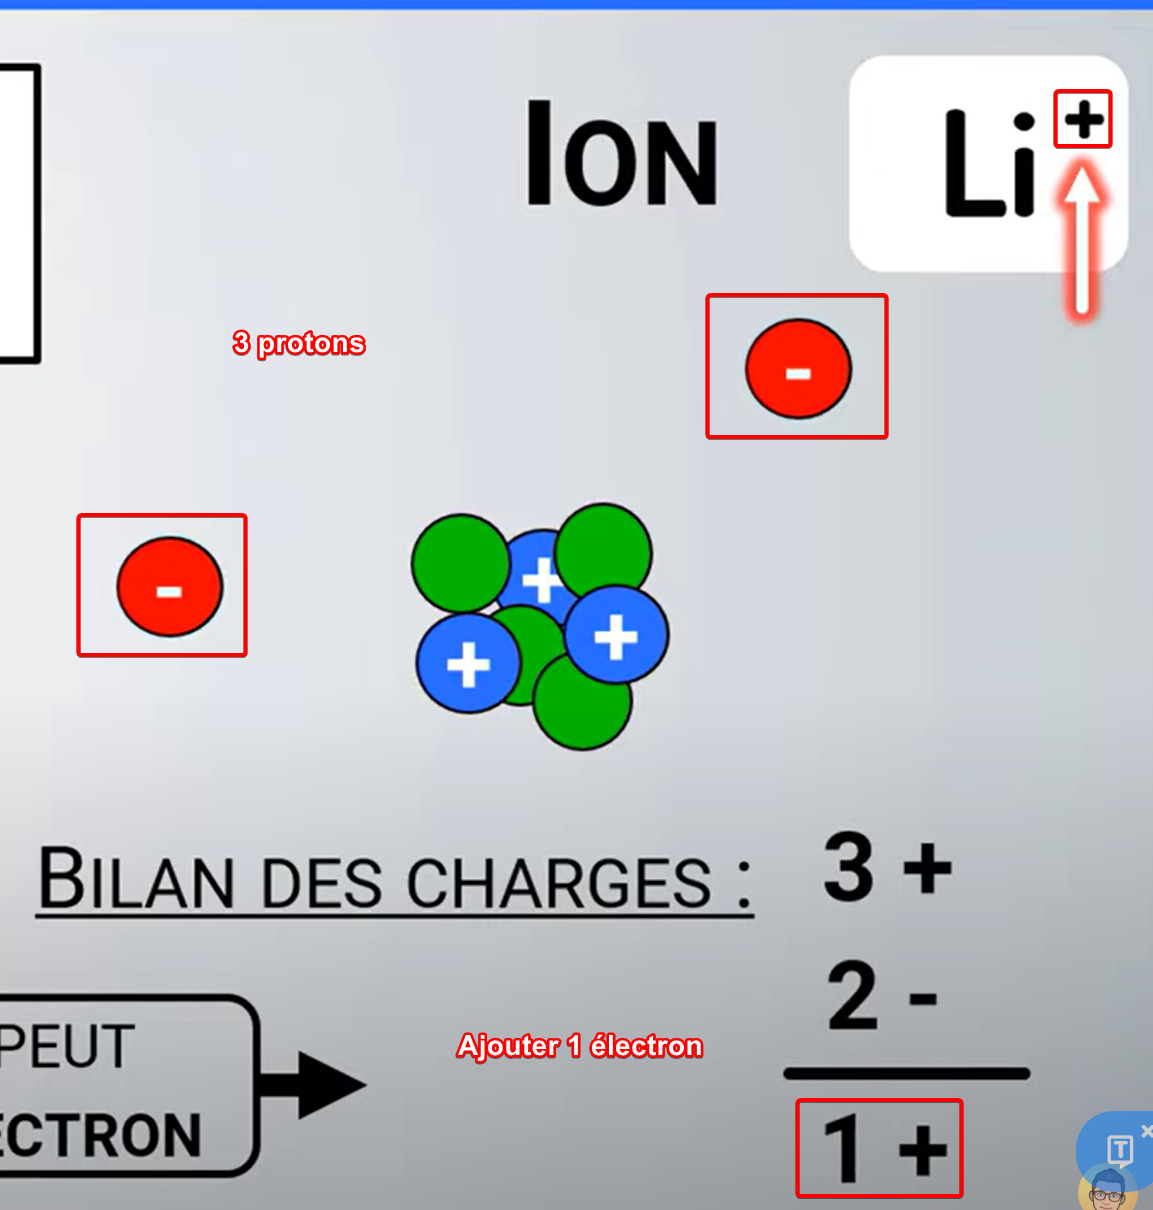 ION
Li+
3 protons
-
-
+
+
+
BILAN DES CHARGES :
3 +
2 -
PEUT
Ajouter 1 électron
ECTRON
1 +
T